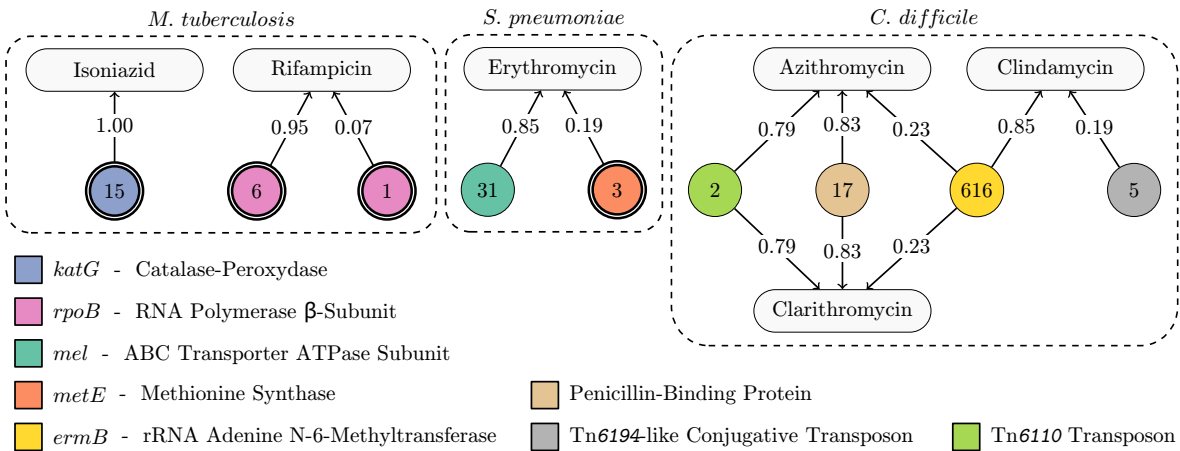 M. tuberculosis S. pneumoniae C. difficile
Isoniazid Rifampicin Erythromycin Azithromycin Clindamycin
1.00 0.95 0.07 0.85 0.19 0.79 0.83 0.23 0.85 0.19
15 6 1 31 3 2 17 616 5
0.79 0.83 0.23
Clarithromycin
katG - Catalase-Peroxydase
rpoB - RNA Polymerase β-Subunit
mel - ABC Transporter ATPase Subunit
metE - Methionine Synthase Penicillin-Binding Protein
ermB - rRNA Adenine N-6-Methyltransferase Tn6194-like Conjugative Transposon Tn6110 Transposon